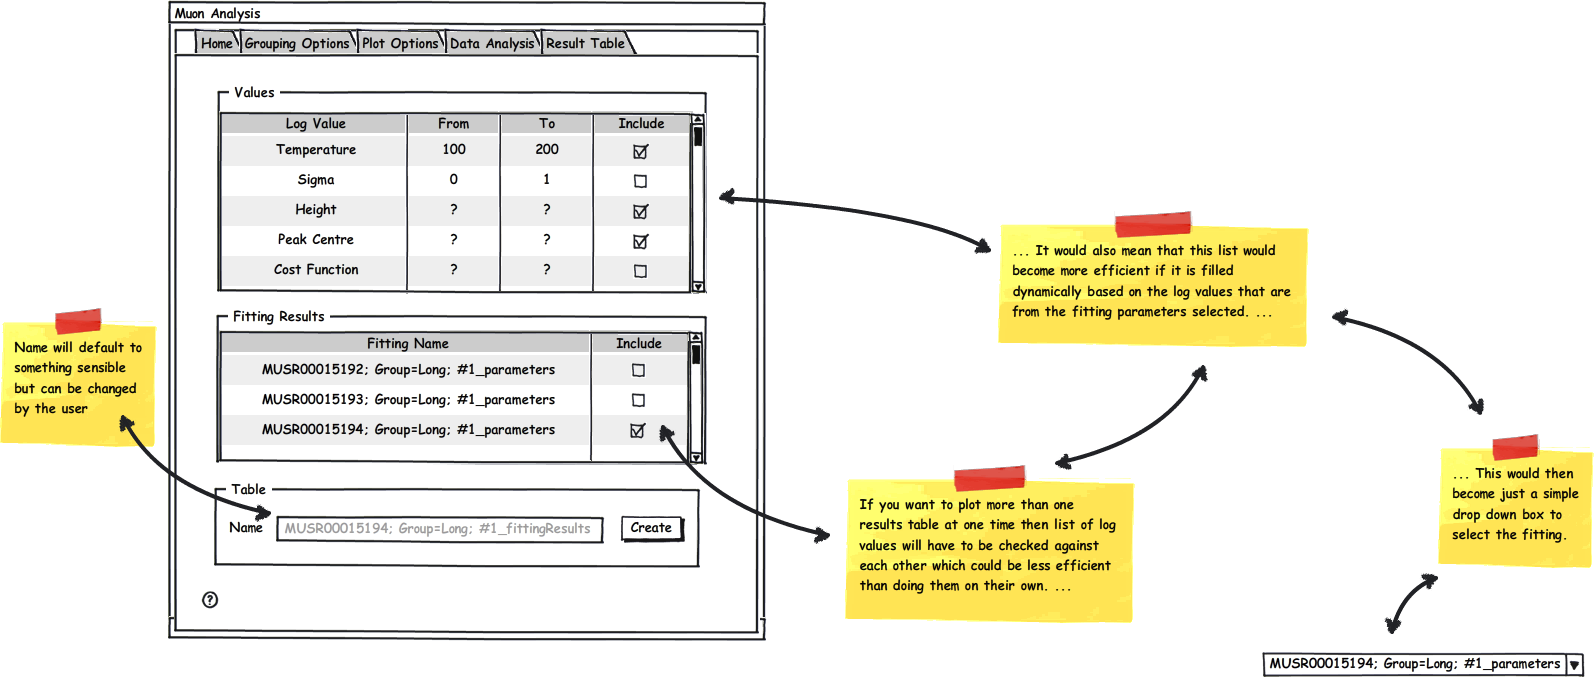 Muon Analysis
Home Grouping Options Plot Options Data Analysis Result Table
Values
Log Value From To Include
Temperature 100 200
Sigma 0 1
Height ? ?
Peak Centre ? ?
Cost Function ? ?
Fitting Results
Fitting Name Include
MUSR00015192; Group=Long; #1_parameters
MUSR00015193; Group=Long; #1_parameters
MUSR00015194; Group=Long; #1_parameters
Table
Name MUSR00015194; Group=Long; #1_fittingResults Create
?
Name will default to
something sensible
but can be changed
by the user
... It would also mean that this list would
become more efficient if it is filled
dynamically based on the log values that are
from the fitting parameters selected. ...
If you want to plot more than one
results table at one time then list of log
values will have to be checked against
each other which could be less efficient
than doing them on their own. ...
... This would then
become just a simple
drop down box to
select the fitting.
MUSR00015194; Group=Long; #1_parameters